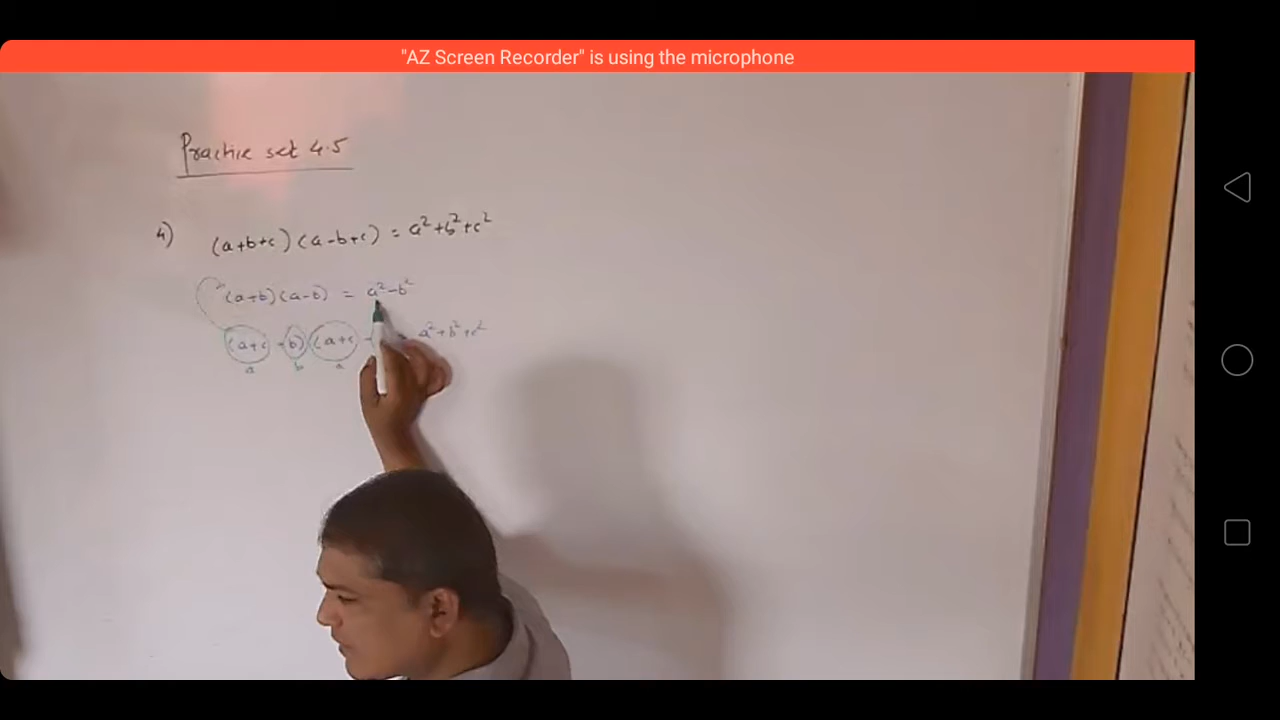 "AZ Screen Recorder" is using the microphone
Practice set 4.5
4) (a+b+c)(a-b+c) = a²+b²+c²
(a+b)(a-b) = a²-b²
(a+c +b)(a+c - a²+b²+c²
a b a